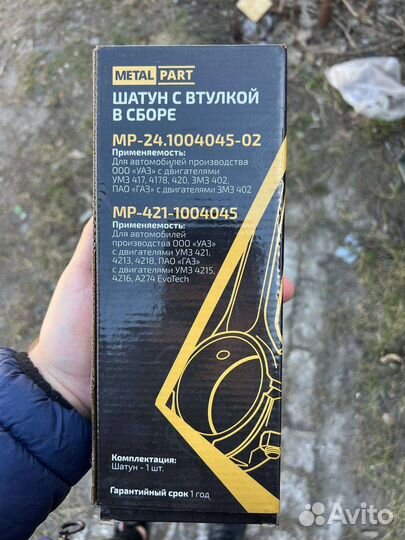 METAL PART
ШАТУН С ВТУЛКОЙ
В СБОРЕ
МР-24.1004045-02
Применяемость:
Для автомобилей производства
ООО «УАЗ» с двигателями
УМЗ 417, 4178, 420, ЗМЗ 402,
ПАО «ГАЗ» с двигателями ЗМЗ 402
МР-421-1004045
Применяемость:
Для автомобилей
производства ООО «УАЗ»
с двигателями УМЗ 421,
4213, 4218, ПАО «ГАЗ»
с двигателями УМЗ 4215,
4216, А274 EvoTech
Комплектация:
Шатун - 1 шт.
Гарантийный срок 1 год
Avito